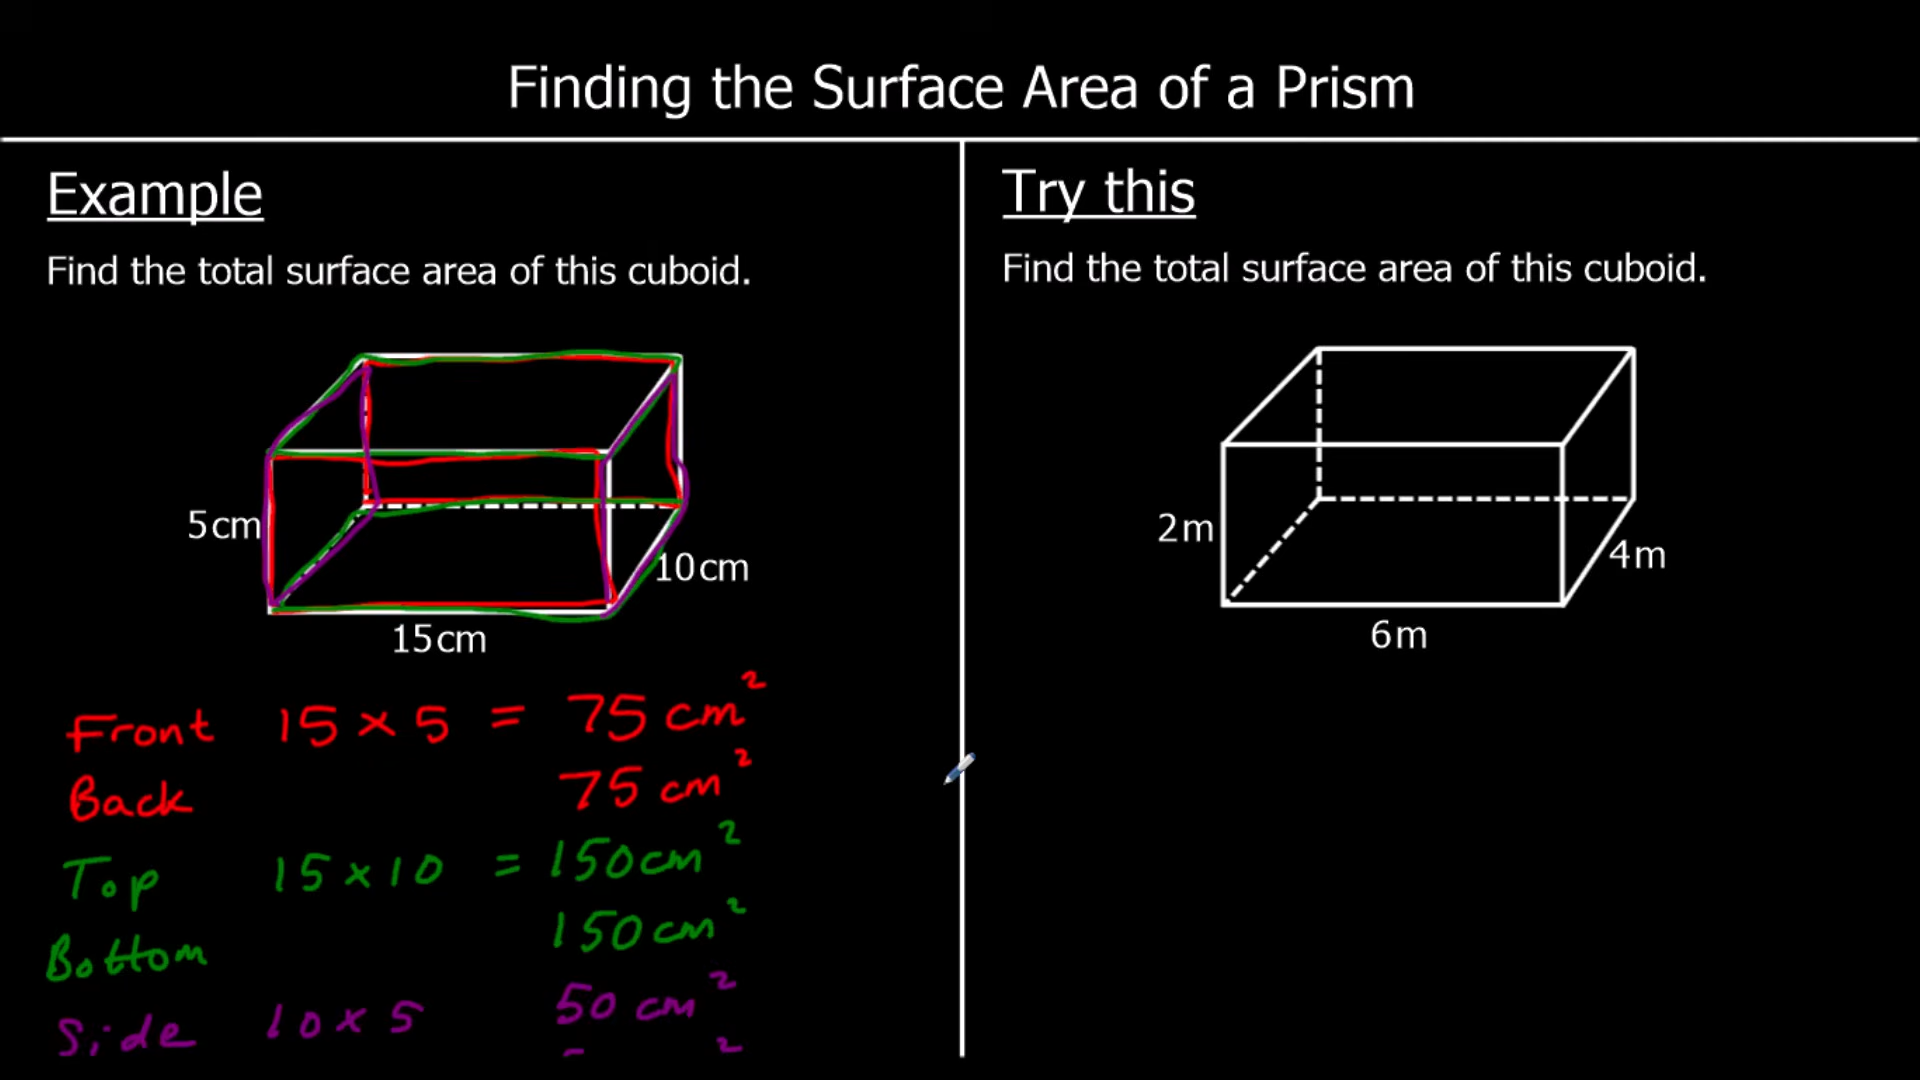 Finding the Surface Area of a Prism
Example
Find the total surface area of this cuboid.
5cm
10cm
15cm
Front 15 × 5 = 75 cm²
Back 75 cm²
Top 15 × 10 = 150cm²
Bottom 150cm²
Side 10 × 5 50 cm²
Try this
Find the total surface area of this cuboid.
2m
4m
6m